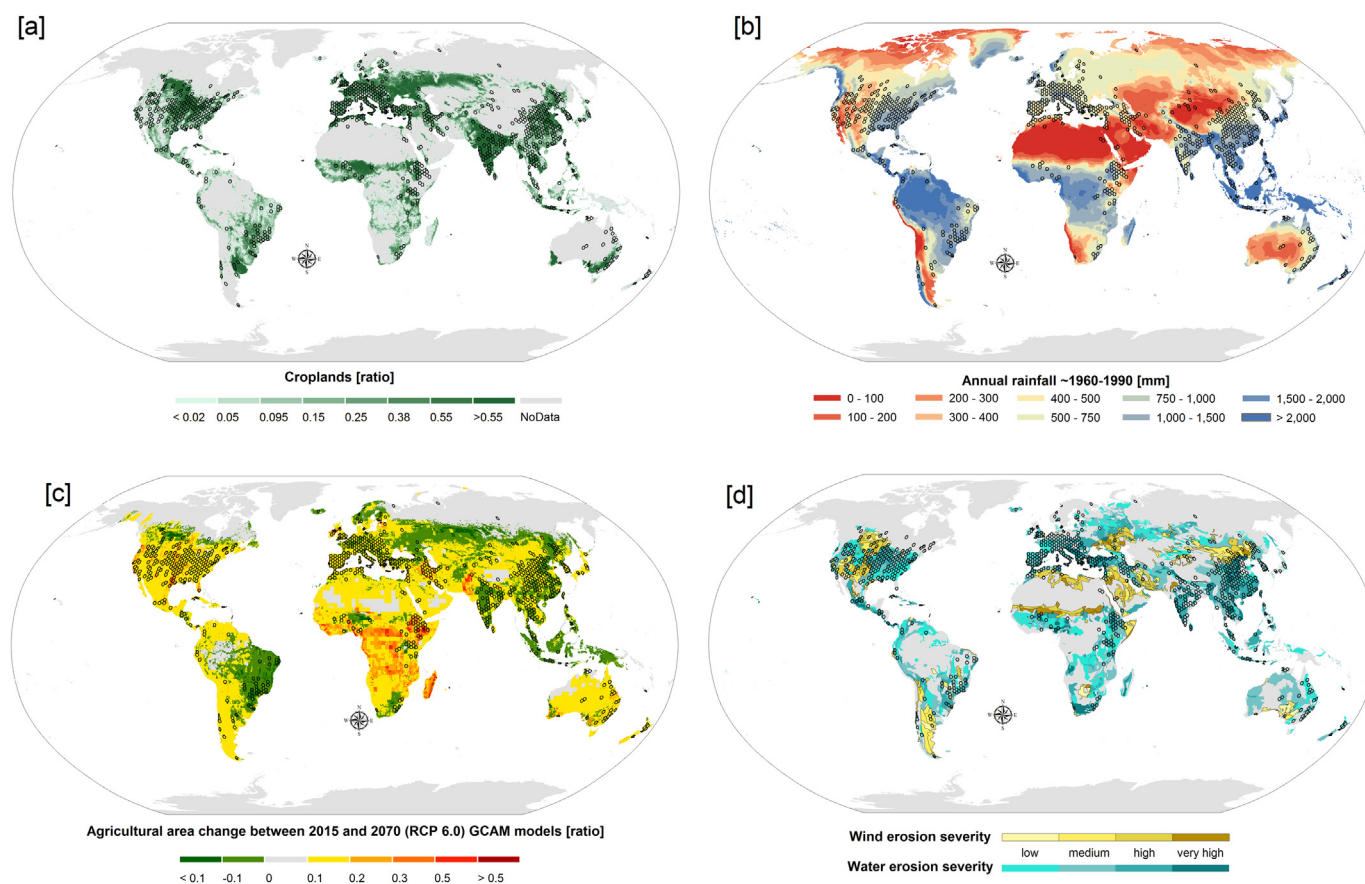 [a]
N
W E
S
Croplands [ratio]
< 0.02 0.05 0.095 0.15 0.25 0.38 0.55 >0.55 NoData
[b]
N
W E
S
Annual rainfall ~1960-1990 [mm]
0 - 100 200 - 300 400 - 500 750 - 1,000 1,500 - 2,000
100 - 200 300 - 400 500 - 750 1,000 - 1,500 > 2,000
[c]
N
W E
S
Agricultural area change between 2015 and 2070 (RCP 6.0) GCAM models [ratio]
< 0.1 -0.1 0 0.1 0.2 0.3 0.5 > 0.5
[d]
N
W E
S
Wind erosion severity
low medium high very high
Water erosion severity